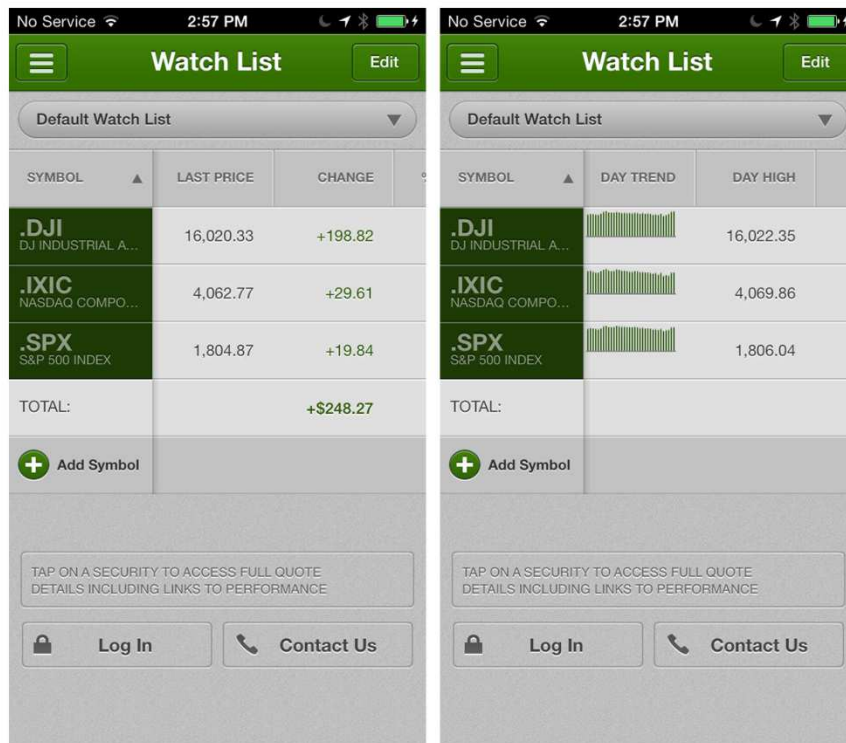 No Service 2:57 PM
Watch List Edit
Default Watch List
SYMBOL LAST PRICE CHANGE %
.DJI 16,020.33 +198.82
DJ INDUSTRIAL A...
.IXIC 4,062.77 +29.61
NASDAQ COMPO...
.SPX 1,804.87 +19.84
S&P 500 INDEX
TOTAL: +$248.27
Add Symbol
TAP ON A SECURITY TO ACCESS FULL QUOTE
DETAILS INCLUDING LINKS TO PERFORMANCE
Log In Contact Us
No Service 2:57 PM
Watch List Edit
Default Watch List
SYMBOL DAY TREND DAY HIGH
.DJI 16,022.35
DJ INDUSTRIAL A...
.IXIC 4,069.86
NASDAQ COMPO...
.SPX 1,806.04
S&P 500 INDEX
TOTAL:
Add Symbol
TAP ON A SECURITY TO ACCESS FULL QUOTE
DETAILS INCLUDING LINKS TO PERFORMANCE
Log In Contact Us